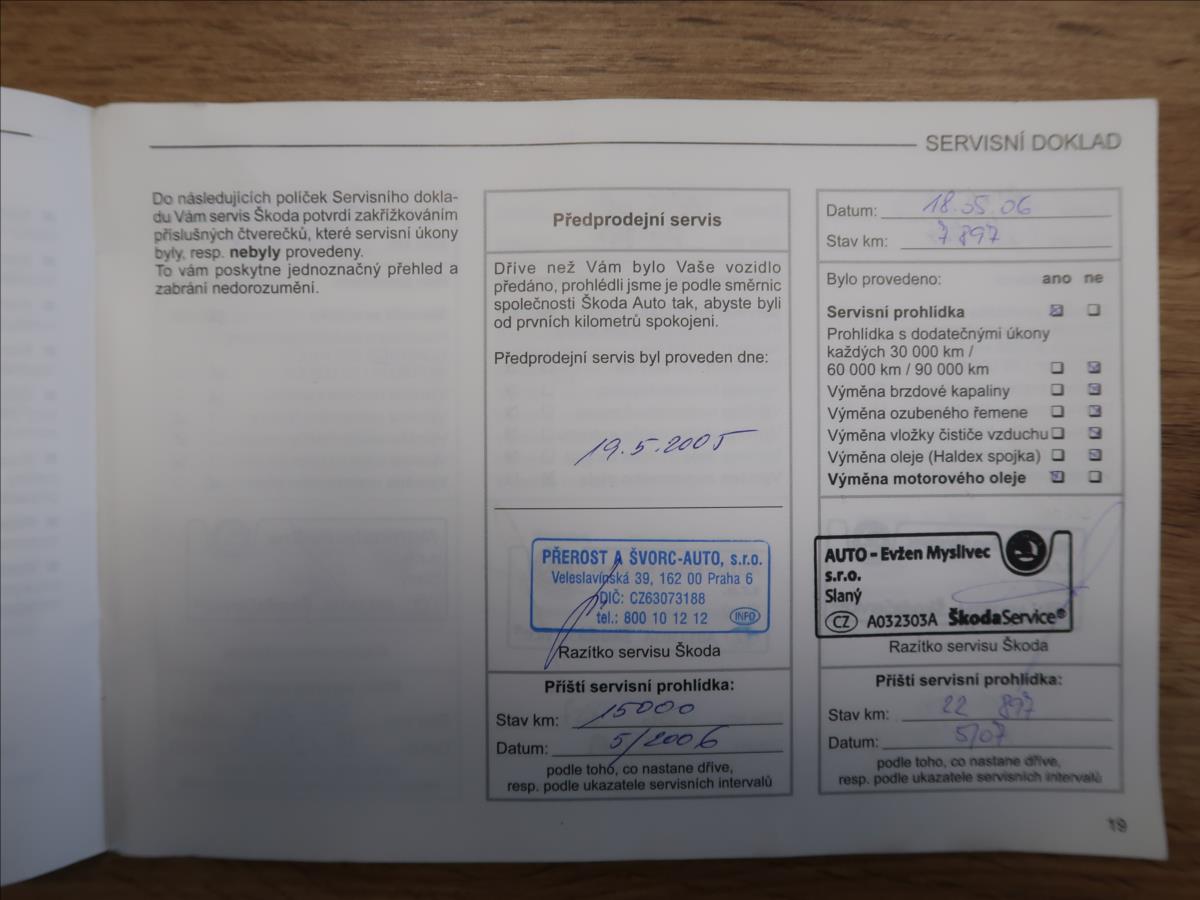 SERVISNÍ DOKLAD
Do následujících políček Servisního dokla-
du Vám servis Škoda potvrdí zakřížkováním
příslušných čtverečků, které servisní úkony
byly, resp. nebyly provedeny.
To vám poskytne jednoznačný přehled a
zabrání nedorozumění.
Předprodejní servis
Dříve než Vám bylo Vaše vozidlo
předáno, prohlédli jsme je podle směrnic
společnosti Škoda Auto tak, abyste byli
od prvních kilometrů spokojeni.
Předprodejní servis byl proveden dne:
19.5.2005
PŘEROST A ŠVORC-AUTO, s.r.o.
Veleslavínská 39, 162 00 Praha 6
DIČ: CZ63073188
tel.: 800 10 12 12 INFO
Razítko servisu Škoda
Příští servisní prohlídka:
Stav km: 15000
Datum: 5/2006
podle toho, co nastane dříve,
resp. podle ukazatele servisních intervalů
Datum: 18.05.06
Stav km: 7 897
Bylo provedeno: ano ne
Servisní prohlídka
Prohlídka s dodatečnými úkony
každých 30 000 km /
60 000 km / 90 000 km
Výměna brzdové kapaliny
Výměna ozubeného řemene
Výměna vložky čističe vzduchu
Výměna oleje (Haldex spojka)
Výměna motorového oleje
AUTO - Evžen Myslivec
s.r.o.
Slaný
CZ A032303A ŠkodaService®
Razítko servisu Škoda
Příští servisní prohlídka:
Stav km: 22 897
Datum: 5/07
podle toho, co nastane dříve,
resp. podle ukazatele servisních intervalů
19